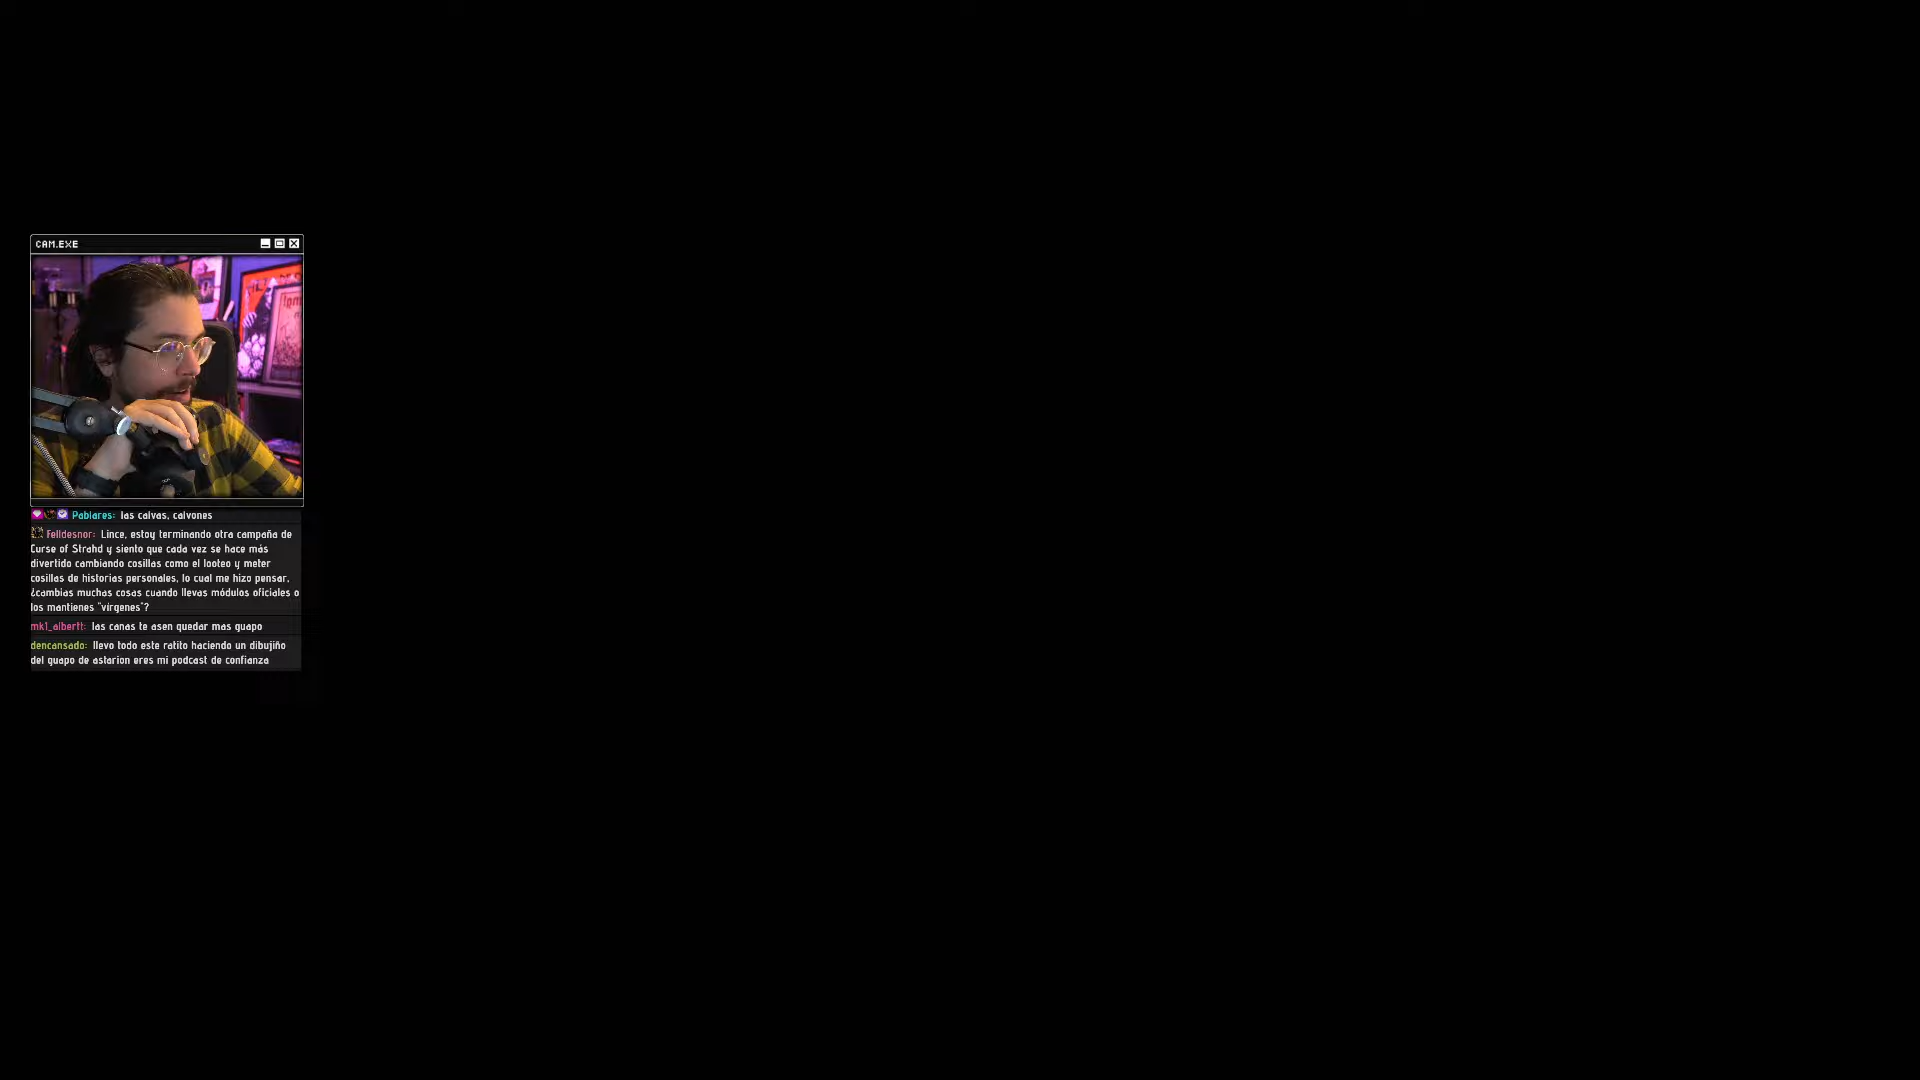 CAM.EXE
Pablares: las calvas, calvones
Felldesnor: Lince, estoy terminando otra campaña de
Curse of Strahd y siento que cada vez se hace más
divertido cambiando cosillas como el looteo y meter
cosillas de historias personales, lo cual me hizo pensar,
¿cambias muchas cosas cuando llevas módulos oficiales o
los mantienes "vírgenes"?
mk1_albertt: las canas te asen quedar mas guapo
dencansado: llevo todo este ratito haciendo un dibujiño
del guapo de astarion eres mi podcast de confianza